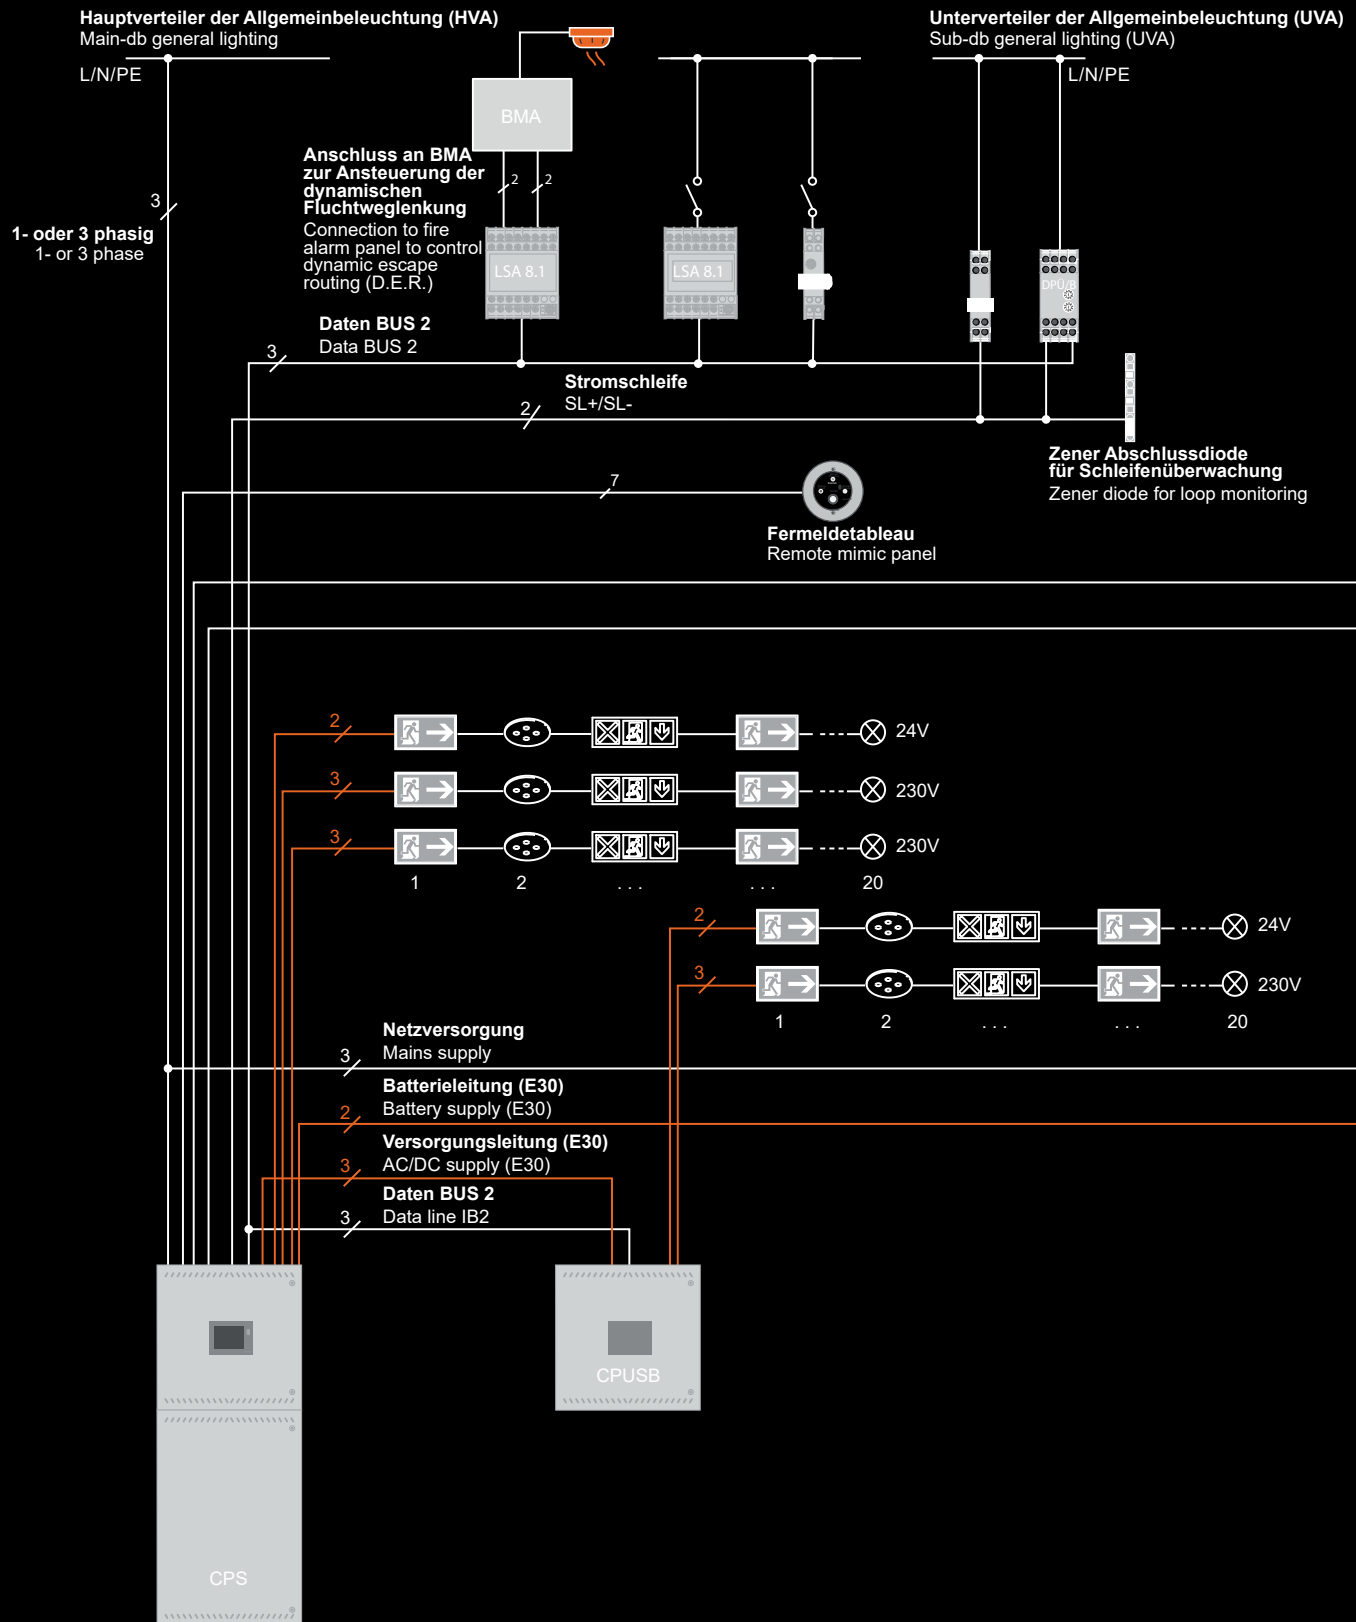 Hauptverteiler der Allgemeinbeleuchtung (HVA)
Main-db general lighting
L/N/PE
Unterverteiler der Allgemeinbeleuchtung (UVA)
Sub-db general lighting (UVA)
L/N/PE
BMA
Anschluss an BMA
zur Ansteuerung der
dynamischen
Fluchtweglenkung
Connection to fire
alarm panel to control
dynamic escape
routing (D.E.R.)
2
2
3
1- oder 3 phasig
1- or 3 phase
LSA 8.1
LSA 8.1
DPÜ/B
Daten BUS 2
Data BUS 2
3
Stromschleife
SL+/SL-
2
Zener Abschlussdiode
für Schleifenüberwachung
Zener diode for loop monitoring
7
Fermeldetableau
Remote mimic panel
2
24V
3
230V
3
230V
1
2
. . .
. . .
20
2
24V
3
230V
1
2
. . .
. . .
20
Netzversorgung
Mains supply
3
Batterieleitung (E30)
Battery supply (E30)
2
Versorgungsleitung (E30)
AC/DC supply (E30)
3
Daten BUS 2
Data line IB2
3
CPUSB
CPS